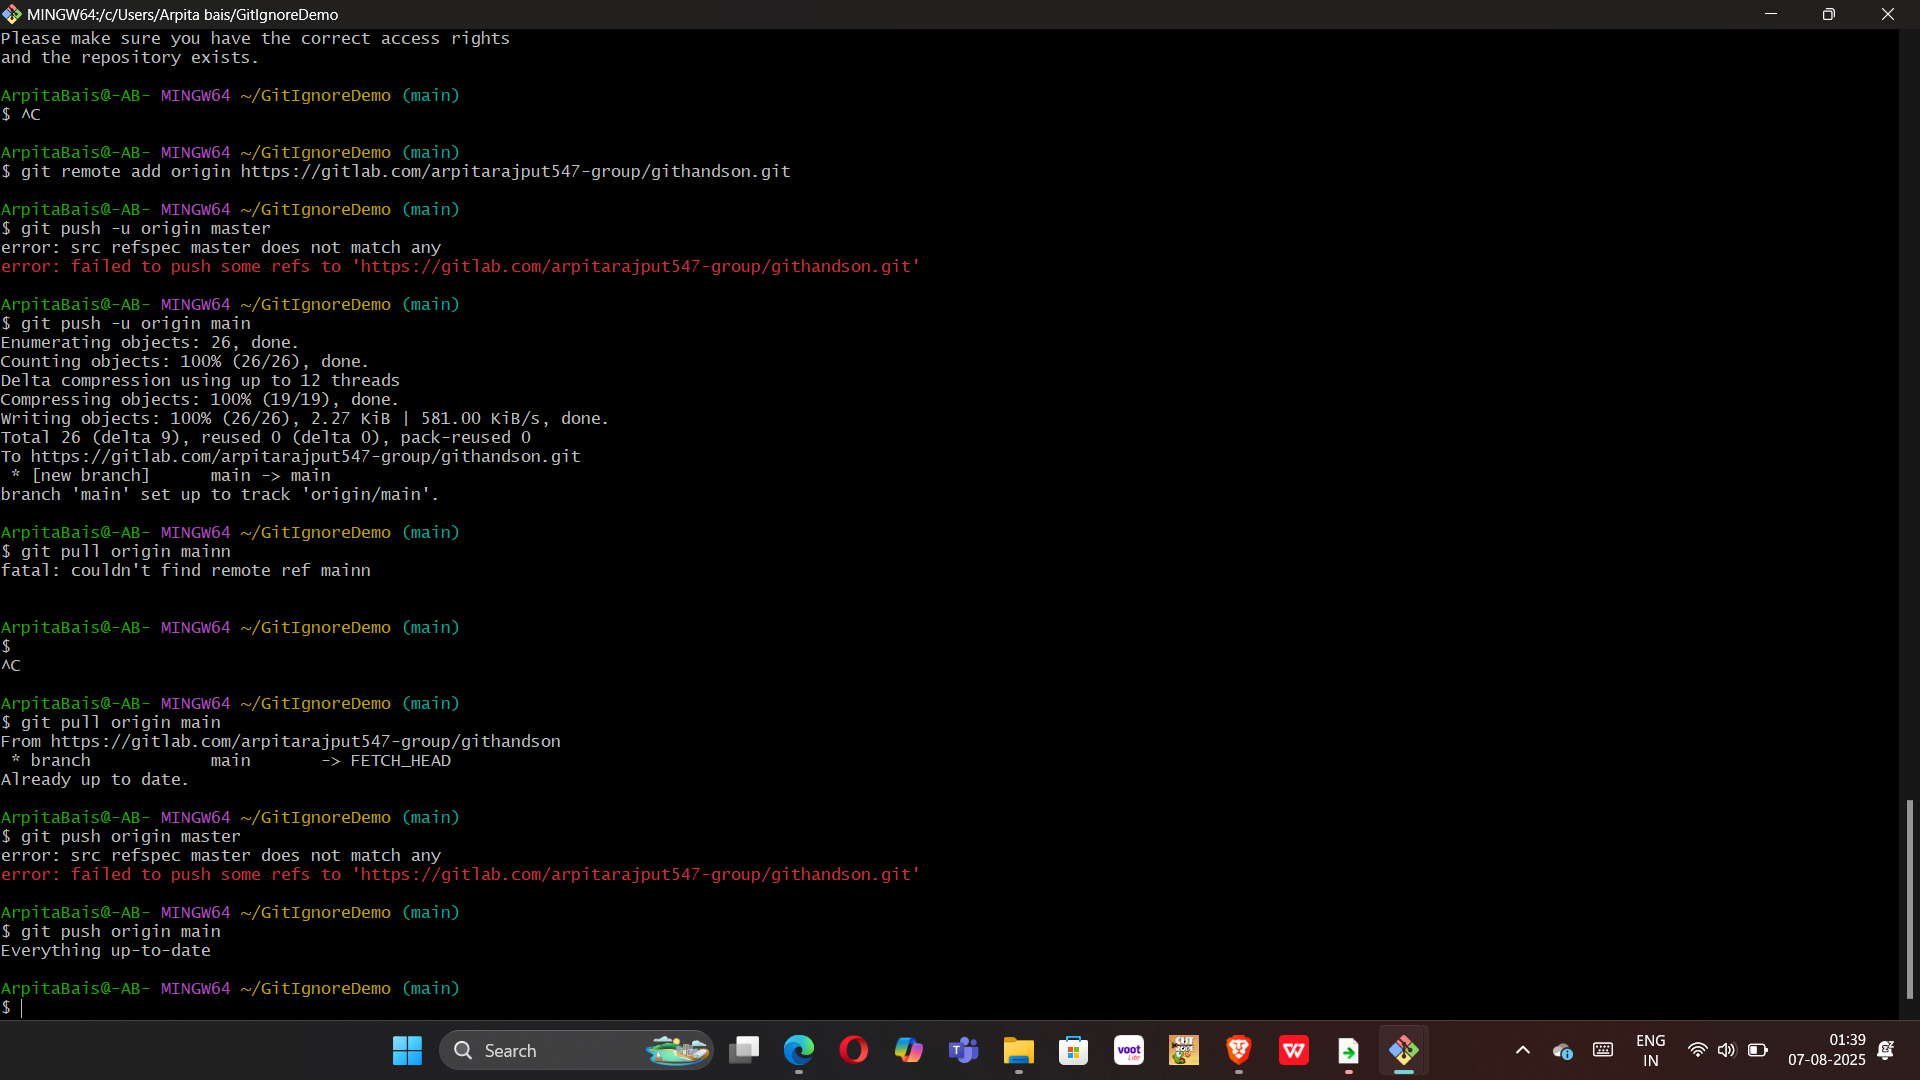 MINGW64:/c/Users/Arpita bais/GitIgnoreDemo
Please make sure you have the correct access rights
and the repository exists.
ArpitaBais@-AB- MINGW64 ~/GitIgnoreDemo (main)
$ ^C
ArpitaBais@-AB- MINGW64 ~/GitIgnoreDemo (main)
$ git remote add origin https://gitlab.com/arpitarajput547-group/githandson.git
ArpitaBais@-AB- MINGW64 ~/GitIgnoreDemo (main)
$ git push -u origin master
error: src refspec master does not match any
error: failed to push some refs to 'https://gitlab.com/arpitarajput547-group/githandson.git'
ArpitaBais@-AB- MINGW64 ~/GitIgnoreDemo (main)
$ git push -u origin main
Enumerating objects: 26, done.
Counting objects: 100% (26/26), done.
Delta compression using up to 12 threads
Compressing objects: 100% (19/19), done.
Writing objects: 100% (26/26), 2.27 KiB | 581.00 KiB/s, done.
Total 26 (delta 9), reused 0 (delta 0), pack-reused 0
To https://gitlab.com/arpitarajput547-group/githandson.git
 * [new branch]      main -> main
branch 'main' set up to track 'origin/main'.
ArpitaBais@-AB- MINGW64 ~/GitIgnoreDemo (main)
$ git pull origin mainn
fatal: couldn't find remote ref mainn
ArpitaBais@-AB- MINGW64 ~/GitIgnoreDemo (main)
$
^C
ArpitaBais@-AB- MINGW64 ~/GitIgnoreDemo (main)
$ git pull origin main
From https://gitlab.com/arpitarajput547-group/githandson
 * branch            main       -> FETCH_HEAD
Already up to date.
ArpitaBais@-AB- MINGW64 ~/GitIgnoreDemo (main)
$ git push origin master
error: src refspec master does not match any
error: failed to push some refs to 'https://gitlab.com/arpitarajput547-group/githandson.git'
ArpitaBais@-AB- MINGW64 ~/GitIgnoreDemo (main)
$ git push origin main
Everything up-to-date
ArpitaBais@-AB- MINGW64 ~/GitIgnoreDemo (main)
$
Search
voot
ENG
IN
01:39
07-08-2025